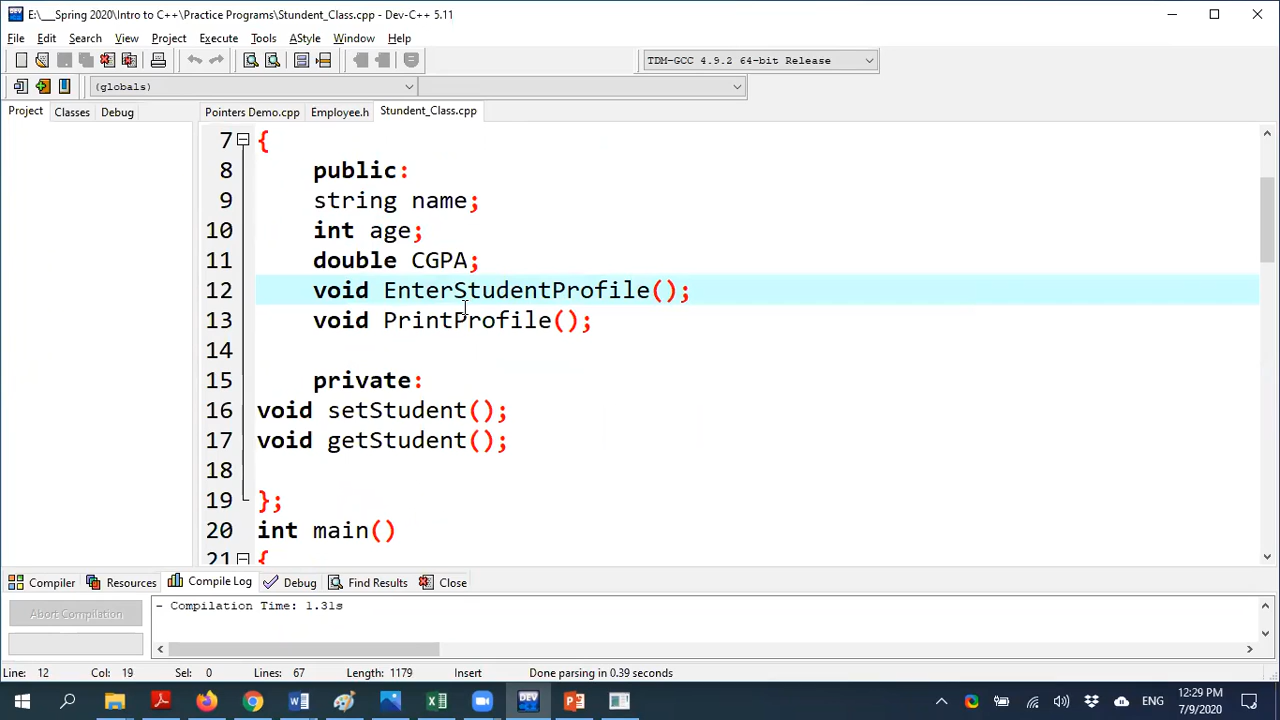 E:\___Spring 2020\Intro to C++\Practice Programs\Stundent_Class.cpp - Dev-C++ 5.11
File Edit Search View Project Execute Tools AStyle Window Help
TDM-GCC 4.9.2 64-bit Release
(globals)
Project Classes Debug Pointers Demo.cpp Employee.h Stundent_Class.cpp
7 {
8 public:
9 string name;
10 int age;
11 double CGPA;
12 void EnterStudentProfile();
13 void PrintProfile();
14
15 private:
16 void setStudent();
17 void getStudent();
18
19 };
20 int main()
21 {
Compiler Resources Compile Log Debug Find Results Close
Abort Compilation
- Compilation Time: 1.31s
Line: 12 Col: 19 Sel: 0 Lines: 67 Length: 1179 Insert Done parsing in 0.39 seconds
DEV
ENG
12:29 PM
7/9/2020